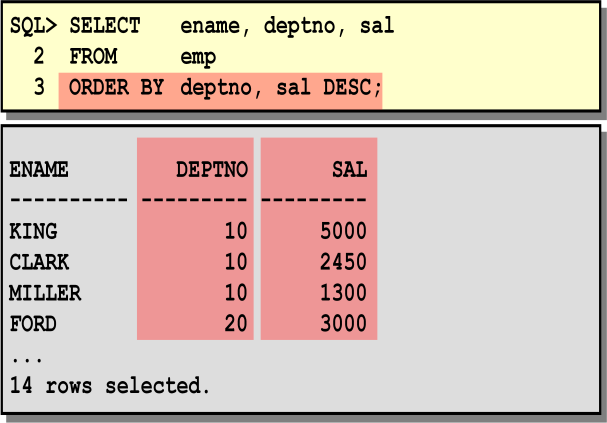 SQL> SELECT ename, deptno, sal
2 FROM emp
3 ORDER BY deptno, sal DESC;
ENAME DEPTNO SAL
---------- --------- ---------
KING 10 5000
CLARK 10 2450
MILLER 10 1300
FORD 20 3000
...
14 rows selected.